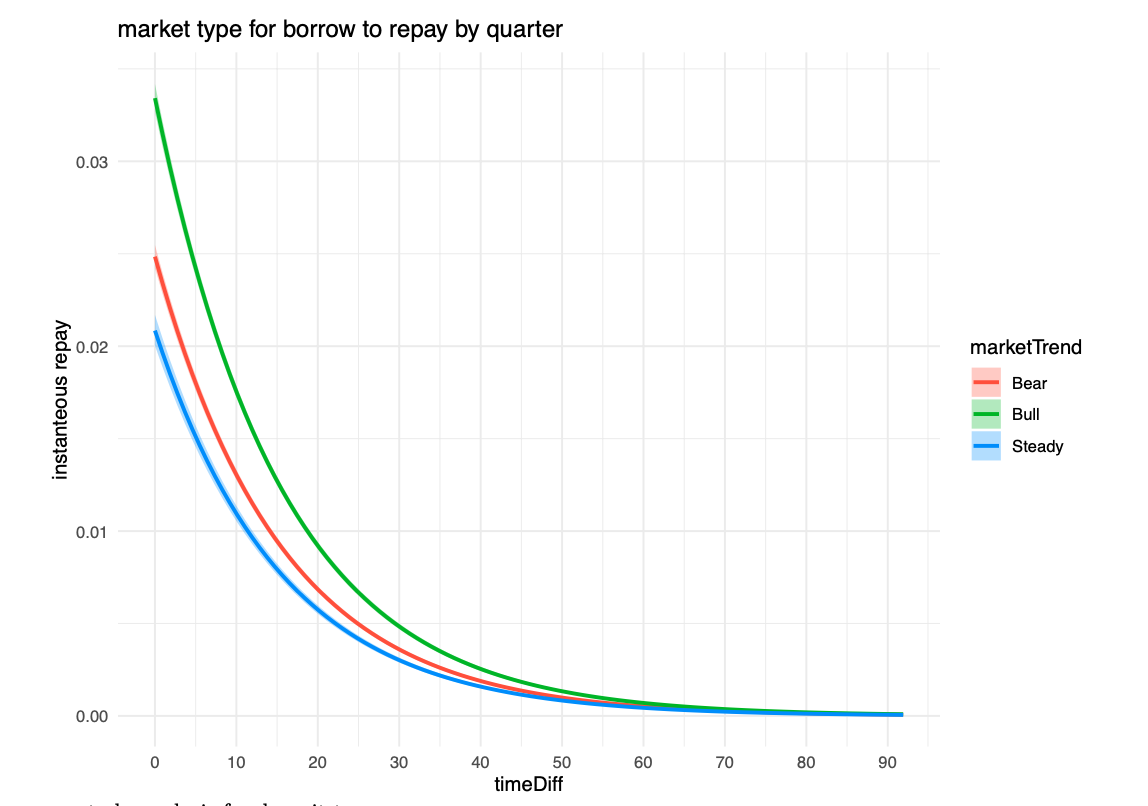 market type for borrow to repay by quarter
0.03
0.02
0.01
0.00
instanteous repay
0 10 20 30 40 50 60 70 80 90
timeDiff
marketTrend
Bear
Bull
Steady